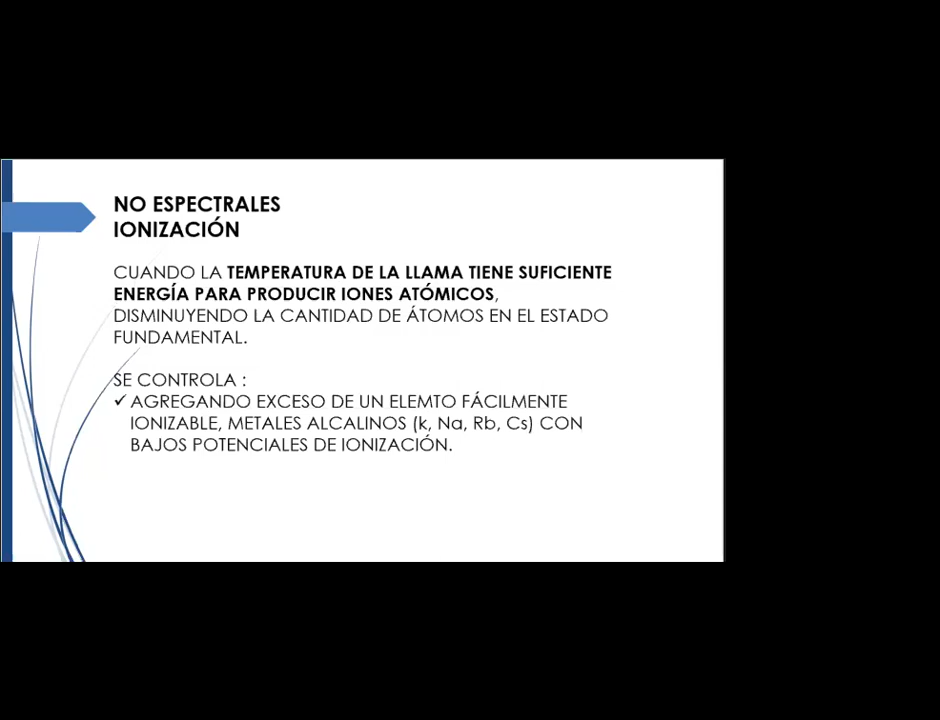 NO ESPECTRALES
IONIZACIÓN
CUANDO LA TEMPERATURA DE LA LLAMA TIENE SUFICIENTE
ENERGÍA PARA PRODUCIR IONES ATÓMICOS,
DISMINUYENDO LA CANTIDAD DE ÁTOMOS EN EL ESTADO
FUNDAMENTAL.
SE CONTROLA :
✓ AGREGANDO EXCESO DE UN ELEMTO FÁCILMENTE
IONIZABLE, METALES ALCALINOS (k, Na, Rb, Cs) CON
BAJOS POTENCIALES DE IONIZACIÓN.